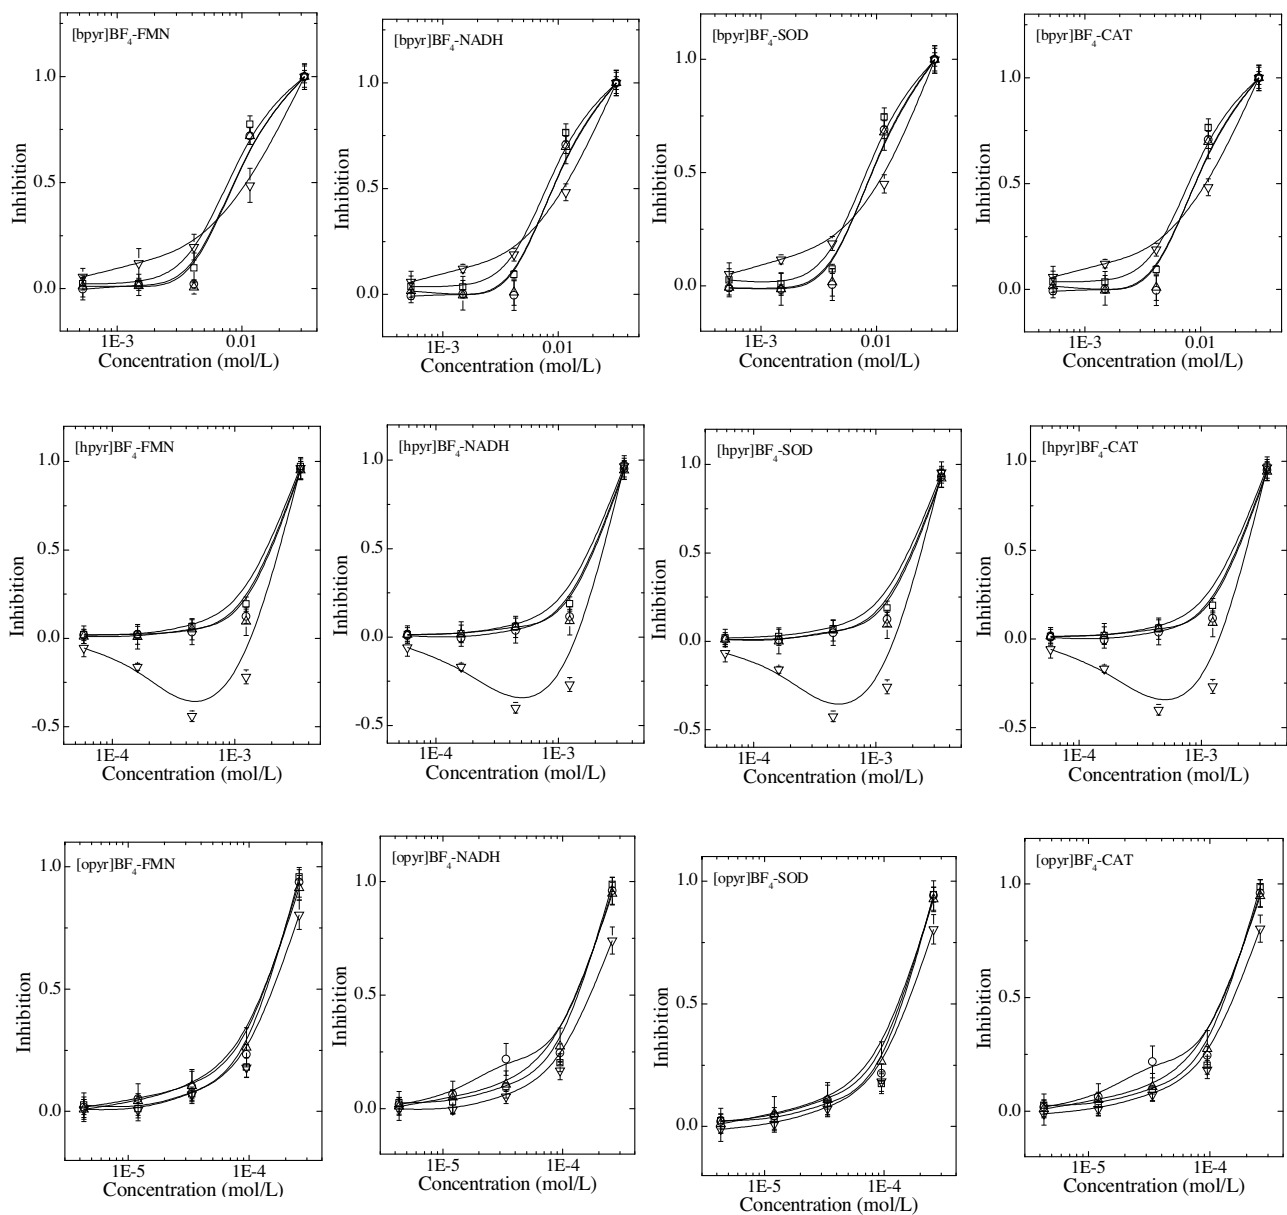 [bpyr]BF4-FMN
1.0
0.5
0.0
Inhibition
1E-3 0.01
Concentration (mol/L)
[bpyr]BF4-NADH
1.0
0.5
0.0
Inhibition
1E-3 0.01
Concentration (mol/L)
[bpyr]BF4-SOD
1.0
0.5
0.0
Inhibition
1E-3 0.01
Concentration (mol/L)
[bpyr]BF4-CAT
1.0
0.5
0.0
Inhibition
1E-3 0.01
Concentration (mol/L)
[hpyr]BF4-FMN
1.0
0.5
0.0
-0.5
Inhibition
1E-4 1E-3
Concentration (mol/L)
[hpyr]BF4-NADH
1.0
0.5
0.0
-0.5
Inhibition
1E-4 1E-3
Concentration (mol/L)
[hpyr]BF4-SOD
1.0
0.5
0.0
-0.5
Inhibition
1E-4 1E-3
Concentration (mol/L)
[hpyr]BF4-CAT
1.0
0.5
0.0
-0.5
Inhibition
1E-4 1E-3
Concentration (mol/L)
[opyr]BF4-FMN
1.0
0.5
0.0
Inhibition
1E-5 1E-4
Concentration (mol/L)
[opyr]BF4-NADH
1.0
0.5
0.0
Inhibition
1E-5 1E-4
Concentration (mol/L)
[opyr]BF4-SOD
1.0
0.5
0.0
Inhibition
1E-5 1E-4
Concentration (mol/L)
[opyr]BF4-CAT
1.0
0.5
0.0
Inhibition
1E-5 1E-4
Concentration (mol/L)